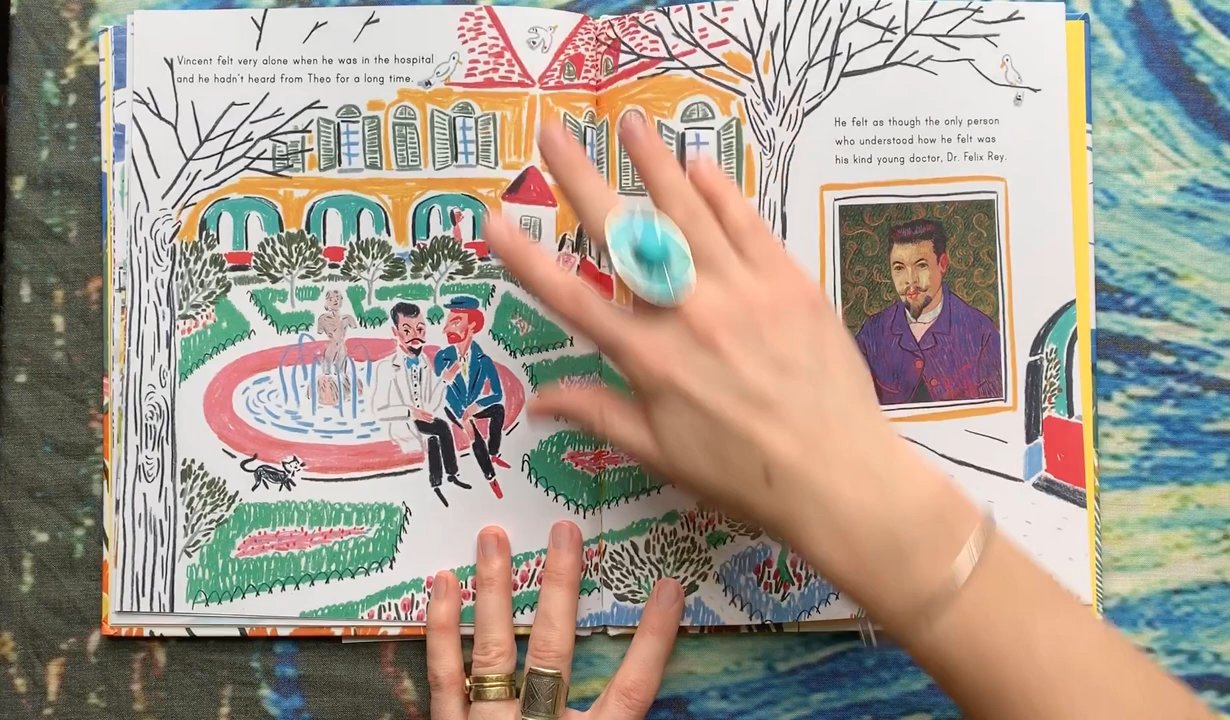 Vincent felt very alone when he was in the hospital
and he hadn't heard from Theo for a long time.
He felt as though the only person
who understood how he felt was
his kind young doctor, Dr. Felix Rey.